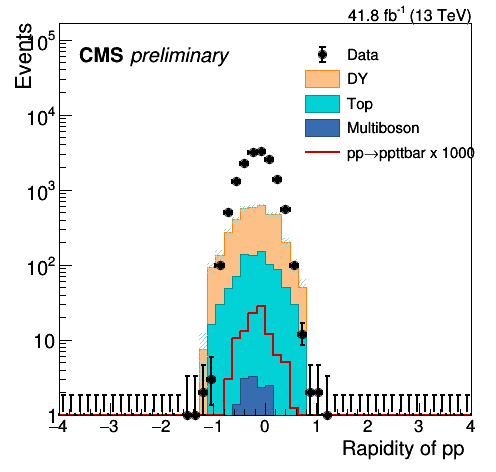 41.8 fb⁻¹ (13 TeV)
Events
CMS preliminary
Data
DY
Top
Multiboson
pp→ppttbar x 1000
10⁵
10⁴
10³
10²
10
1
−4 −3 −2 −1 0 1 2 3 4
Rapidity of pp